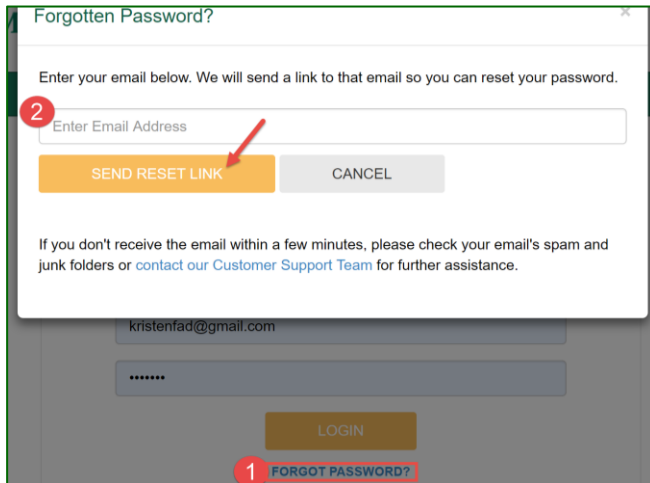 Forgotten Password?
×
Enter your email below. We will send a link to that email so you can reset your password.
2
Enter Email Address
SEND RESET LINK
CANCEL
If you don't receive the email within a few minutes, please check your email's spam and
junk folders or contact our Customer Support Team for further assistance.
kristenfad@gmail.com
•••••••
LOGIN
1
FORGOT PASSWORD?